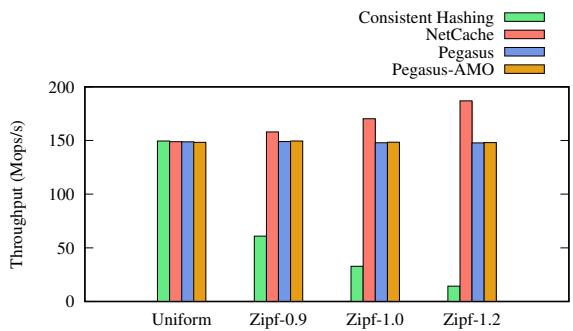 Consistent Hashing
NetCache
Pegasus
Pegasus-AMO
200
150
100
50
0
Throughput (Mops/s)
Uniform Zipf-0.9 Zipf-1.0 Zipf-1.2